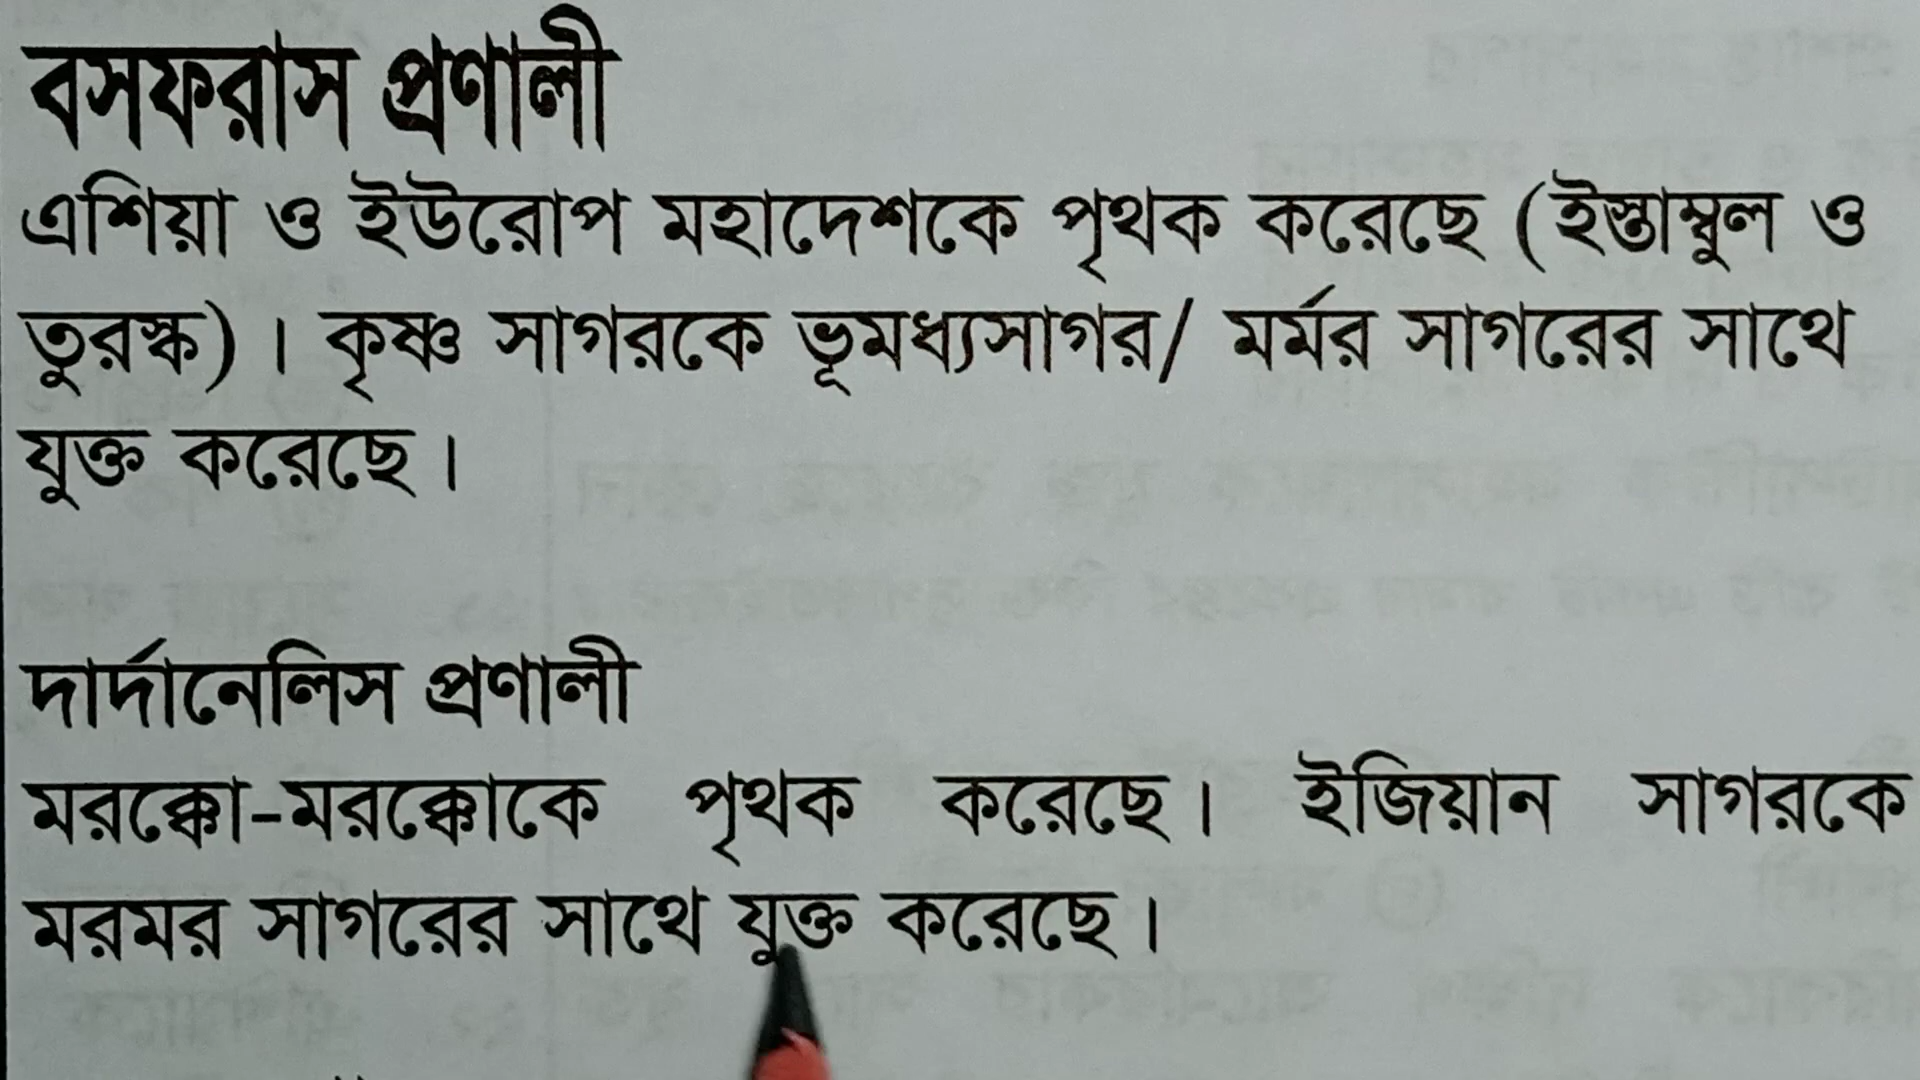 বসফরাস প্রণালী
এশিয়া ও ইউরোপ মহাদেশকে পৃথক করেছে (ইস্তাম্বুল ও
তুরস্ক) । কৃষ্ণ সাগরকে ভূমধ্যসাগর/ মর্মর সাগরের সাথে
যুক্ত করেছে।
দার্দানেলিস প্রণালী
মরক্কো-মরক্কোকে পৃথক করেছে। ইজিয়ান সাগরকে
মরমর সাগরের সাথে যুক্ত করেছে।